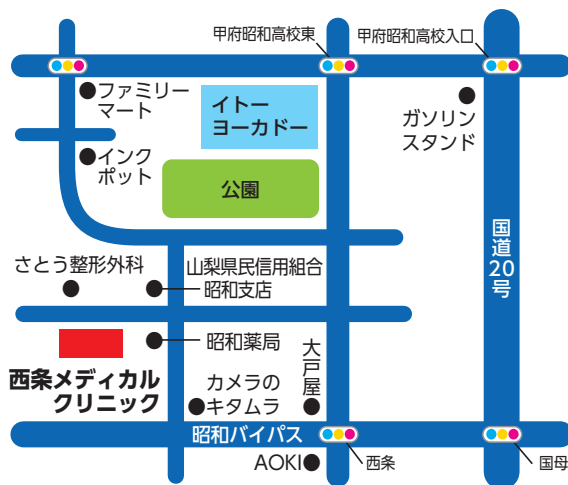 甲府昭和高校東
甲府昭和高校入口
ファミリー
マート
イトー
ヨーカドー
ガソリン
スタンド
インク
ポット
公園
国道20号
さとう整形外科
山梨県民信用組合
昭和支店
昭和薬局
大戸屋
西条メディカル
クリニック
カメラの
キタムラ
昭和バイパス
AOKI
西条
国母